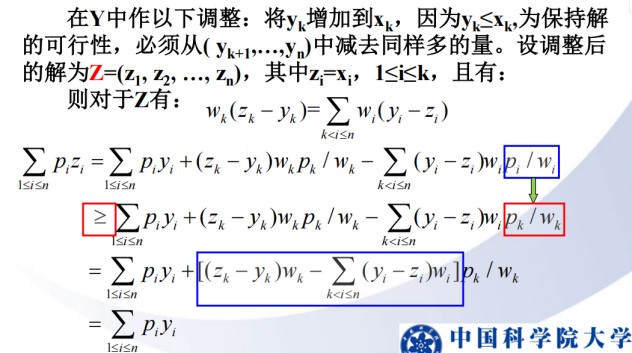 在Y中作以下调整：将yₖ增加到xₖ，因为yₖ≤xₖ,为保持解
的可行性，必须从( yₖ₊₁,…,yₙ)中减去同样多的量。设调整后
的解为Z=(z₁, z₂, …, zₙ)，其中zᵢ=xᵢ，1≤i≤k，且有：
则对于Z有： wₖ(zₖ − yₖ)= ∑_{k<i≤n} wᵢ(yᵢ − zᵢ)
∑_{1≤i≤n} pᵢzᵢ = ∑_{1≤i≤n} pᵢyᵢ + (zₖ − yₖ)wₖpₖ / wₖ − ∑_{k<i≤n} (yᵢ − zᵢ)wᵢpᵢ / wᵢ
≥ ∑_{1≤i≤n} pᵢyᵢ + (zₖ − yₖ)wₖpₖ / wₖ − ∑_{k<i≤n} (yᵢ − zᵢ)wᵢpₖ / wₖ
= ∑_{1≤i≤n} pᵢyᵢ + [(zₖ − yₖ)wₖ − ∑_{k<i≤n} (yᵢ − zᵢ)wᵢ]pₖ / wₖ
= ∑_{1≤i≤n} pᵢyᵢ
中国科学院大学